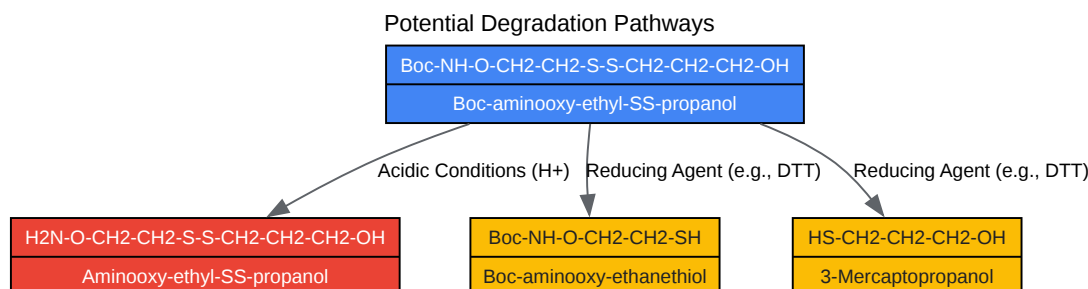 Potential Degradation Pathways
Boc-NH-O-CH2-CH2-S-S-CH2-CH2-CH2-OH
Boc-aminooxy-ethyl-SS-propanol
Acidic Conditions (H+)
Reducing Agent (e.g., DTT)
Reducing Agent (e.g., DTT)
H2N-O-CH2-CH2-S-S-CH2-CH2-CH2-OH
Aminooxy-ethyl-SS-propanol
Boc-NH-O-CH2-CH2-SH
Boc-aminooxy-ethanethiol
HS-CH2-CH2-CH2-OH
3-Mercaptopropanol